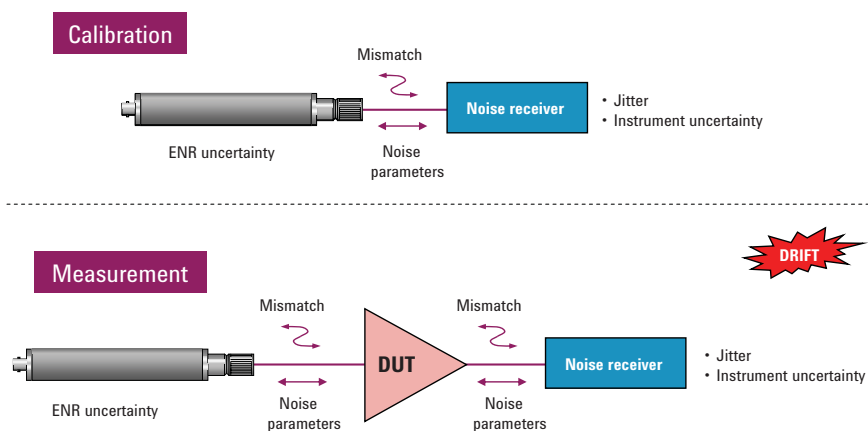 Calibration
Mismatch
Noise receiver
• Jitter
• Instrument uncertainty
ENR uncertainty
Noise
parameters
DRIFT
Measurement
Mismatch
Mismatch
DUT
Noise receiver
• Jitter
• Instrument uncertainty
ENR uncertainty
Noise
parameters
Noise
parameters